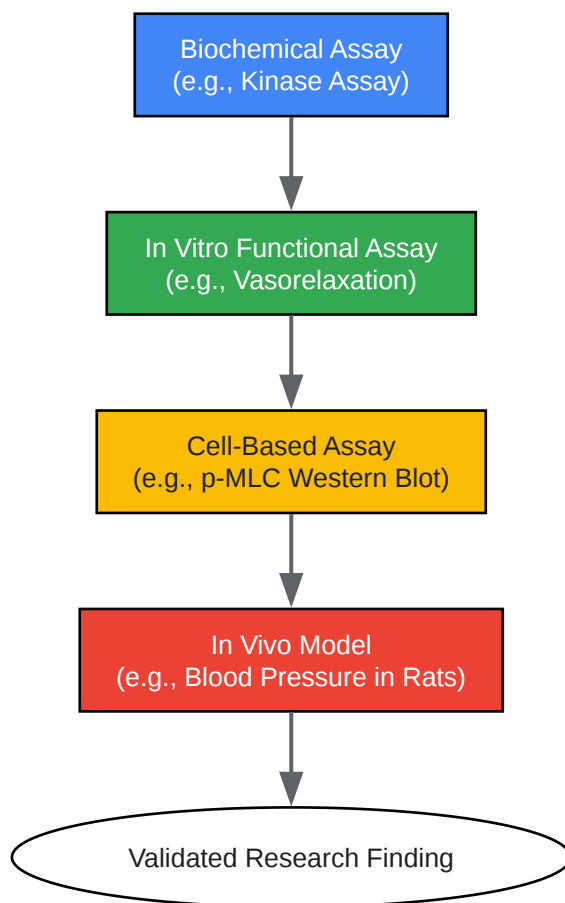 Biochemical Assay
(e.g., Kinase Assay)
In Vitro Functional Assay
(e.g., Vasorelaxation)
Cell-Based Assay
(e.g., p-MLC Western Blot)
In Vivo Model
(e.g., Blood Pressure in Rats)
Validated Research Finding